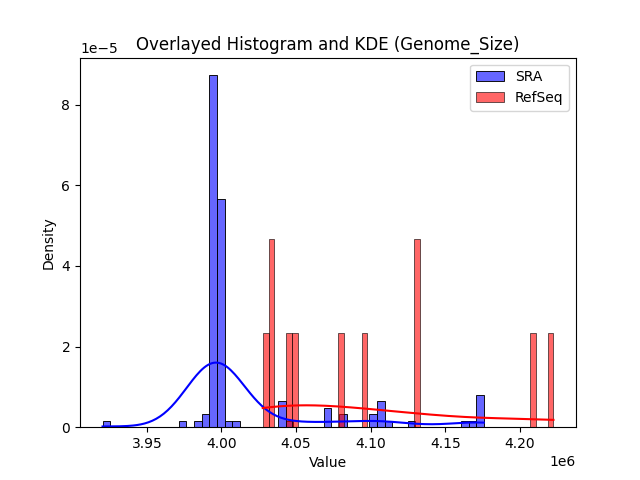 Overlayed Histogram and KDE (Genome_Size)
1e−5
SRA
RefSeq
8
6
4
2
0
Density
3.95
4.00
4.05
4.10
4.15
4.20
1e6
Value